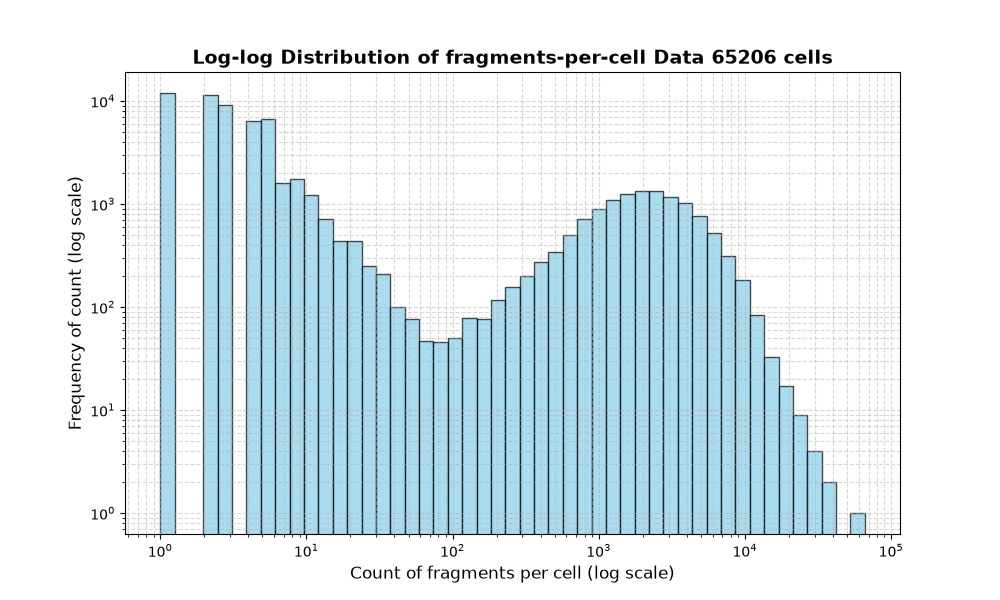 Log-log Distribution of fragments-per-cell Data 65206 cells
Frequency of count (log scale)
10⁴
10³
10²
10¹
10⁰
10⁰ 10¹ 10² 10³ 10⁴ 10⁵
Count of fragments per cell (log scale)